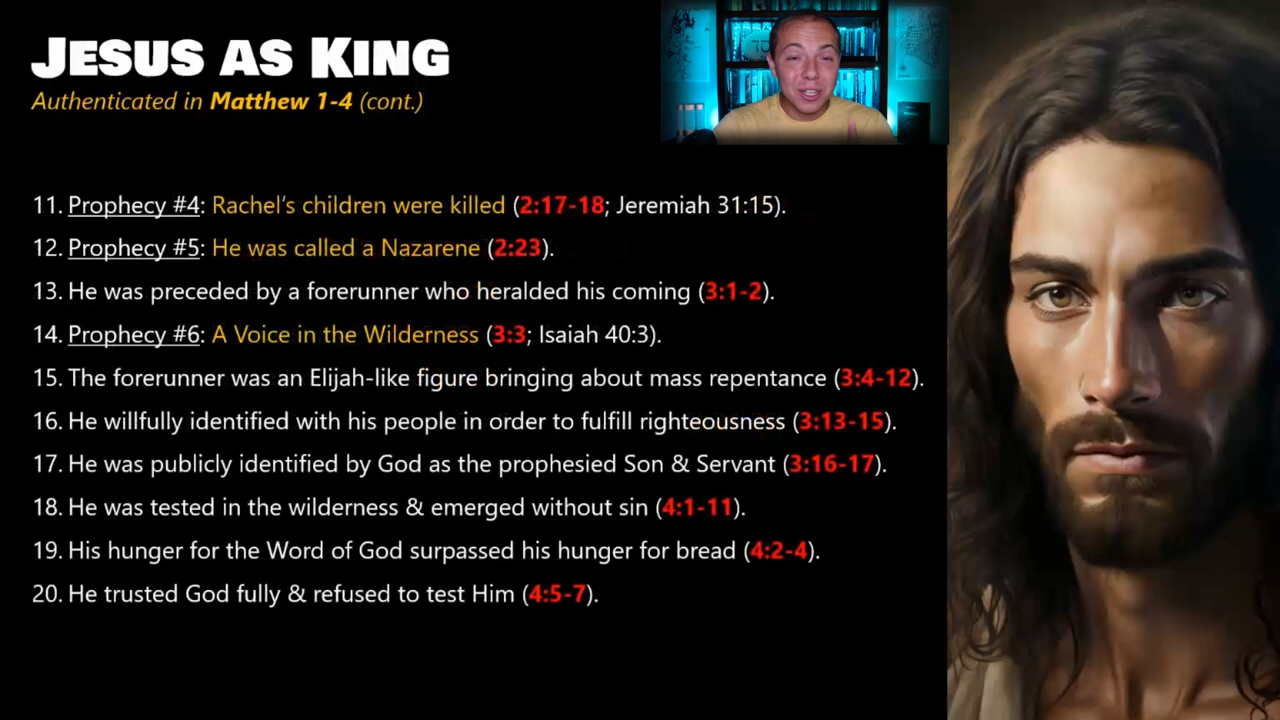 JESUS AS KING
Authenticated in Matthew 1-4 (cont.)
11. Prophecy #4: Rachel's children were killed (2:17-18; Jeremiah 31:15).
12. Prophecy #5: He was called a Nazarene (2:23).
13. He was preceded by a forerunner who heralded his coming (3:1-2).
14. Prophecy #6: A Voice in the Wilderness (3:3; Isaiah 40:3).
15. The forerunner was an Elijah-like figure bringing about mass repentance (3:4-12).
16. He willfully identified with his people in order to fulfill righteousness (3:13-15).
17. He was publicly identified by God as the prophesied Son & Servant (3:16-17).
18. He was tested in the wilderness & emerged without sin (4:1-11).
19. His hunger for the Word of God surpassed his hunger for bread (4:2-4).
20. He trusted God fully & refused to test Him (4:5-7).